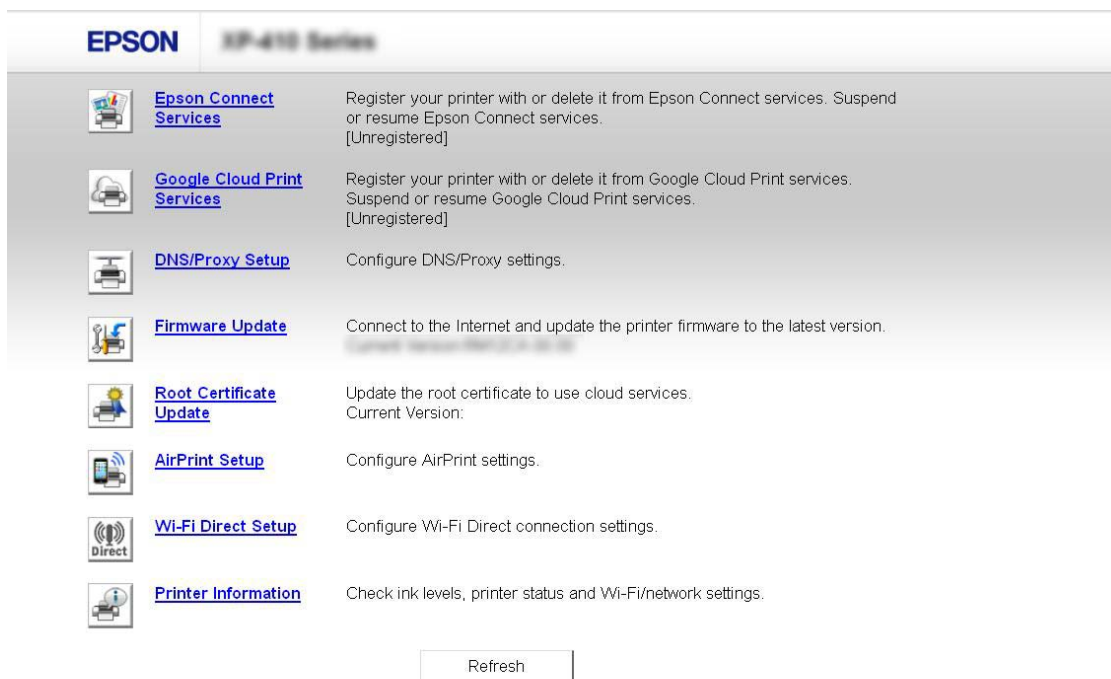 EPSON
XP-410 Series
Epson Connect
Services
Register your printer with or delete it from Epson Connect services. Suspend
or resume Epson Connect services.
[Unregistered]
Google Cloud Print
Services
Register your printer with or delete it from Google Cloud Print services.
Suspend or resume Google Cloud Print services.
[Unregistered]
DNS/Proxy Setup
Configure DNS/Proxy settings.
Firmware Update
Connect to the Internet and update the printer firmware to the latest version.
Root Certificate
Update
Update the root certificate to use cloud services.
Current Version:
AirPrint Setup
Configure AirPrint settings.
Direct
Wi-Fi Direct Setup
Configure Wi-Fi Direct connection settings.
Printer Information
Check ink levels, printer status and Wi-Fi/network settings.
Refresh